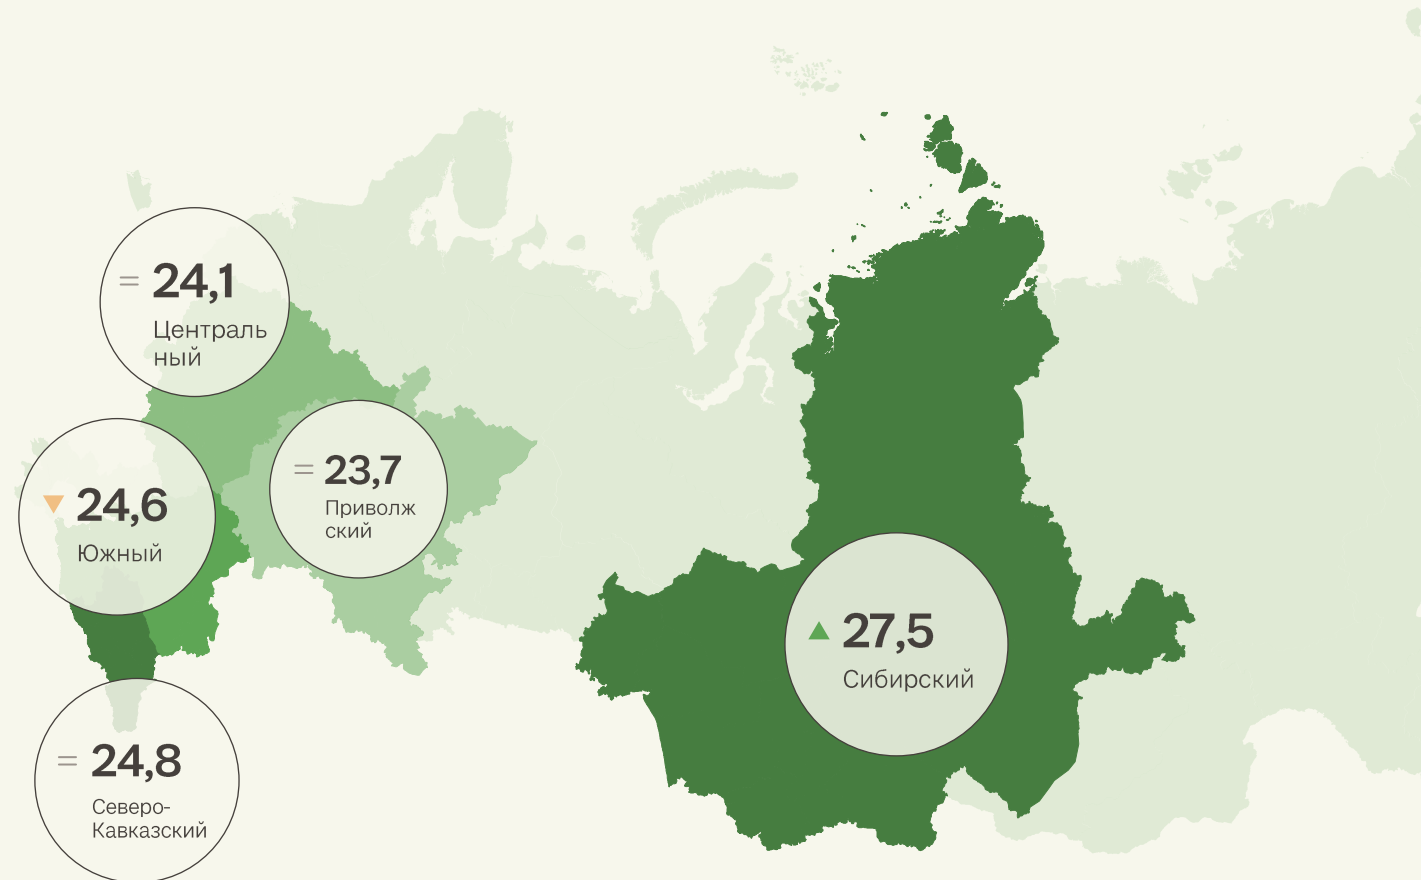 = 24,1
Централь
ный
= 23,7
Приволж
ский
▼ 24,6
Южный
▲ 27,5
Сибирский
= 24,8
Северо-
Кавказский